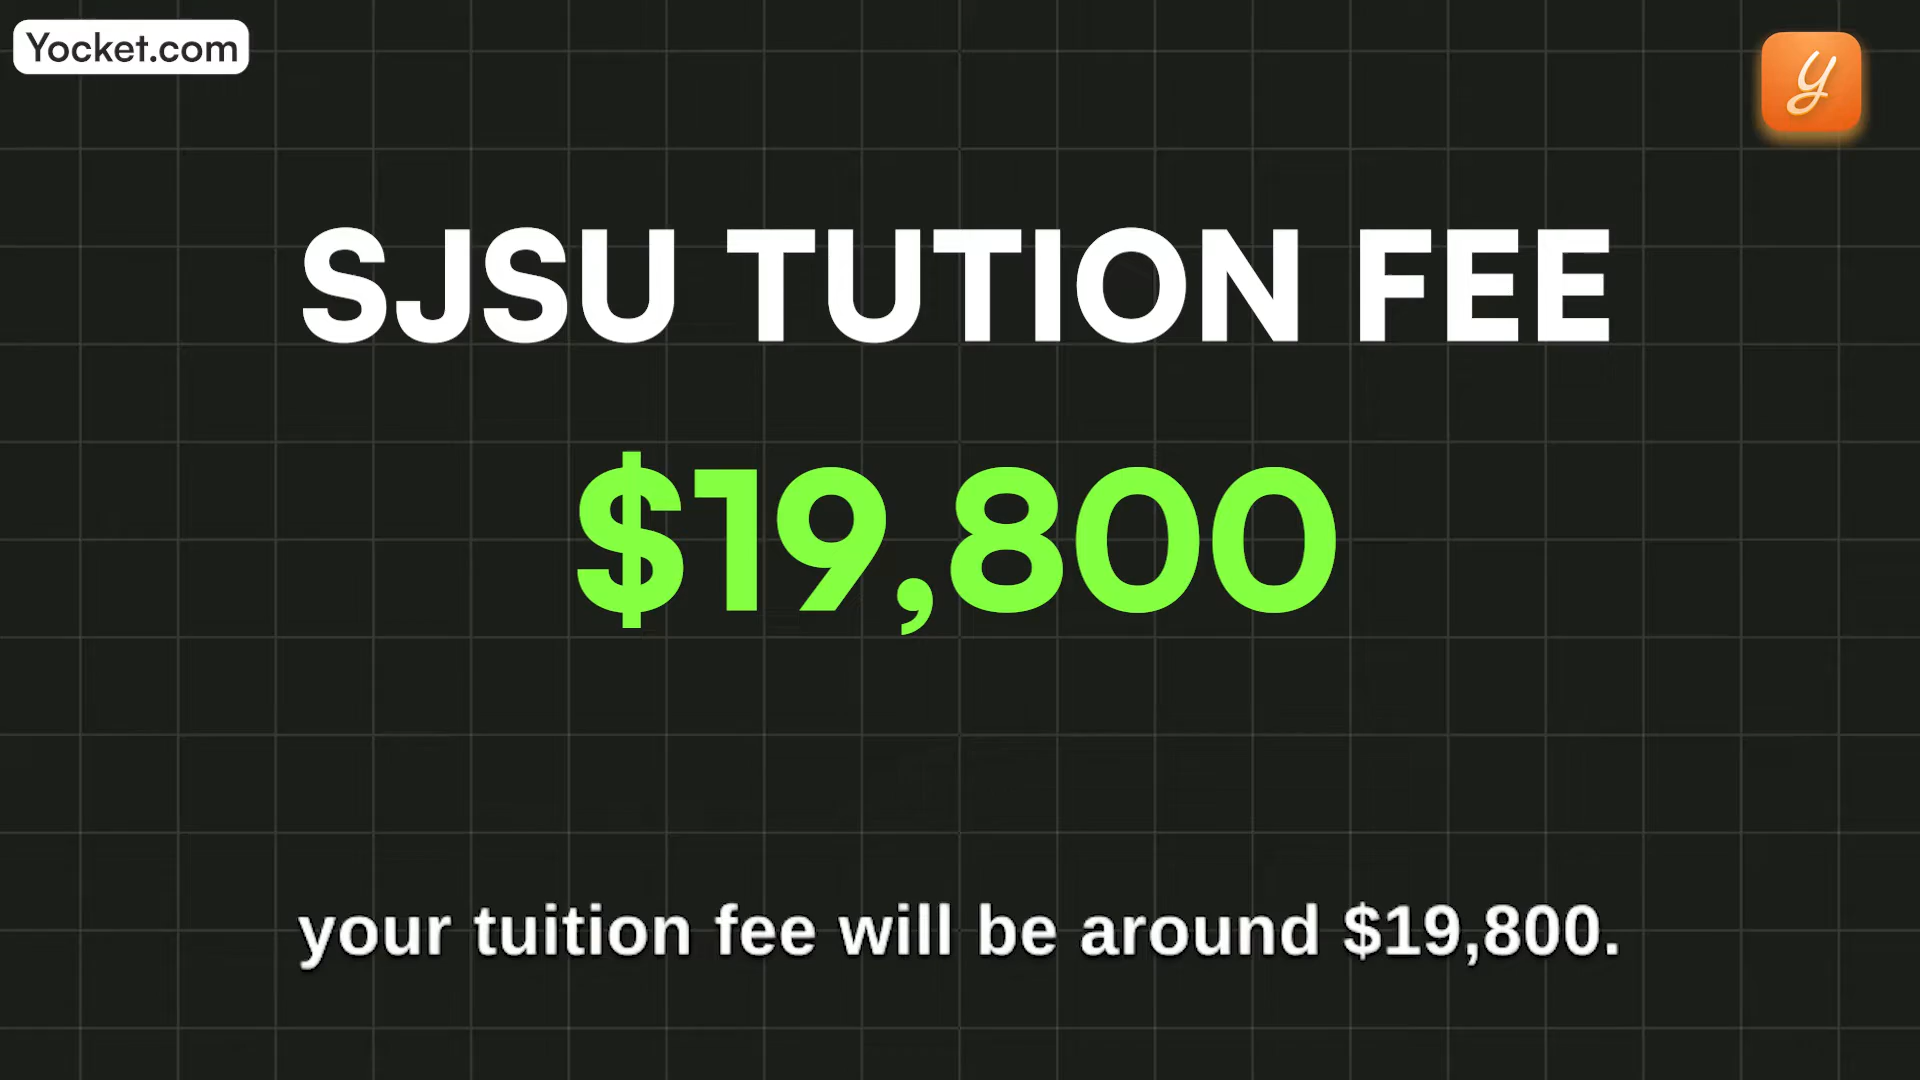 Yocket.com
y
SJSU TUTION FEE
$19,800
your tuition fee will be around $19,800.